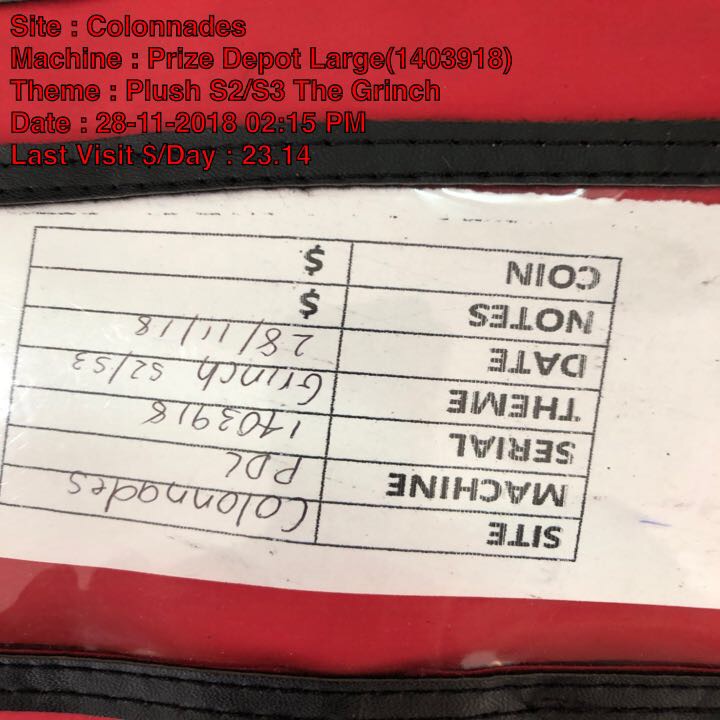 Site : Colonnades
Machine : Prize Depot Large(1403918)
Theme : Plush S2/S3 The Grinch
Date : 28-11-2018 02:15 PM
Last Visit $/Day : 23.14
SITE Colonnades
MACHINE PDL
SERIAL 1403918
THEME Grinch S2/S3
DATE 28/11/18
NOTES $
COIN $